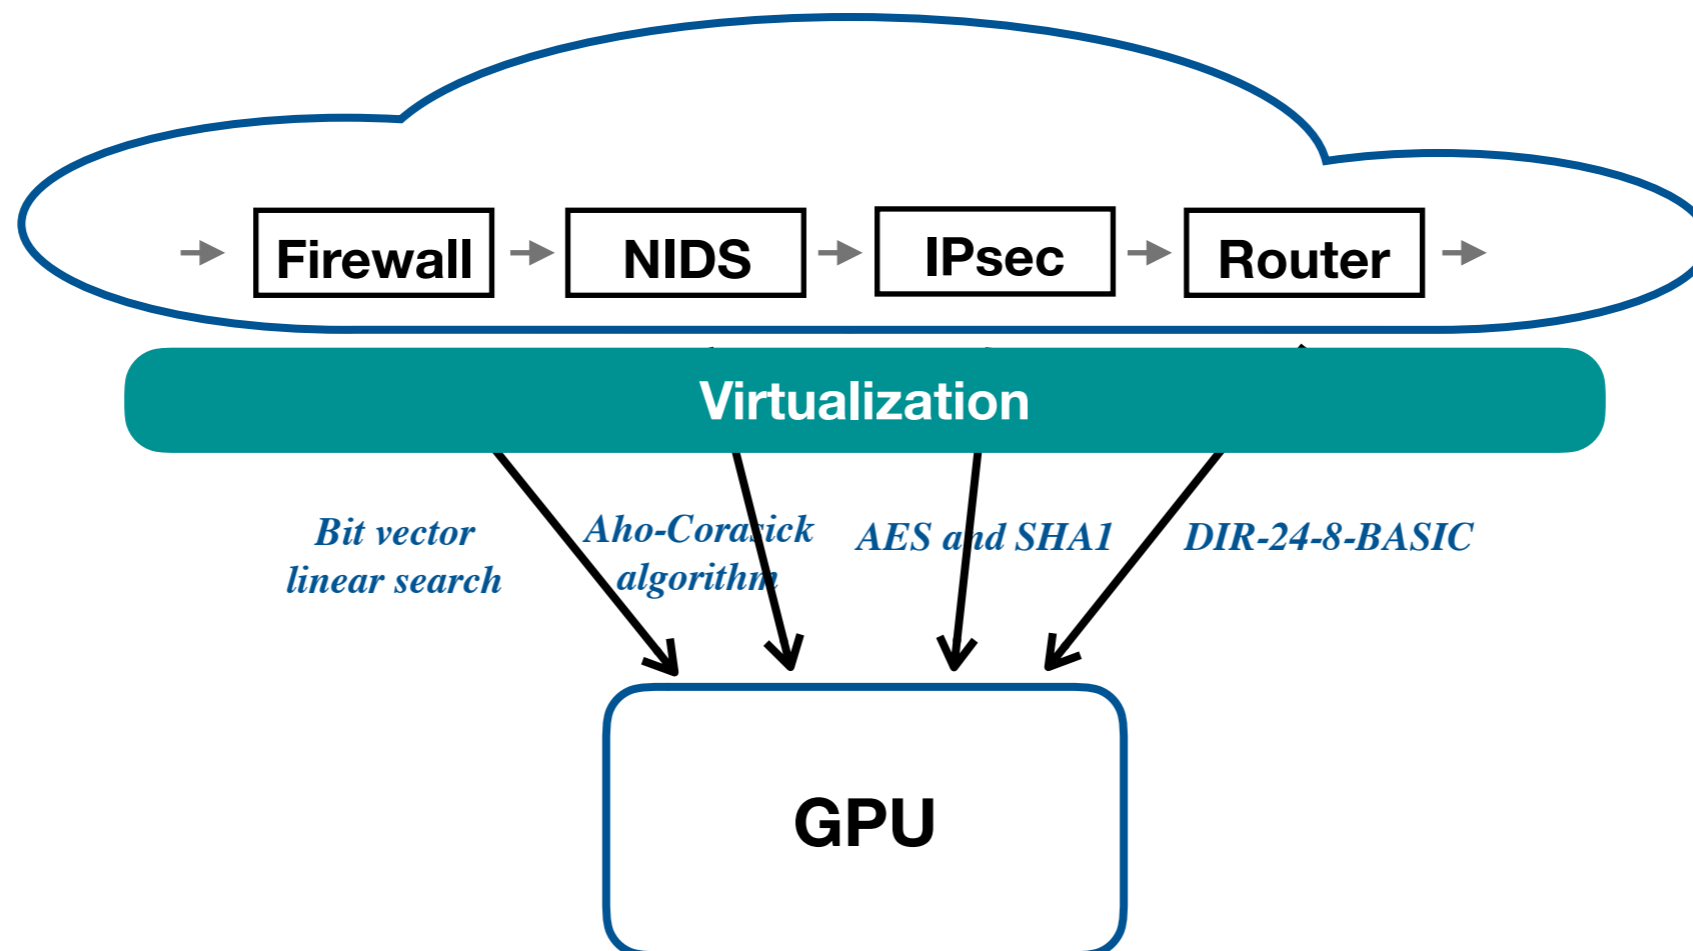 Firewall
NIDS
IPsec
Router
Virtualization
Bit vector
linear search
Aho-Corasick
algorithm
AES and SHA1
DIR-24-8-BASIC
GPU